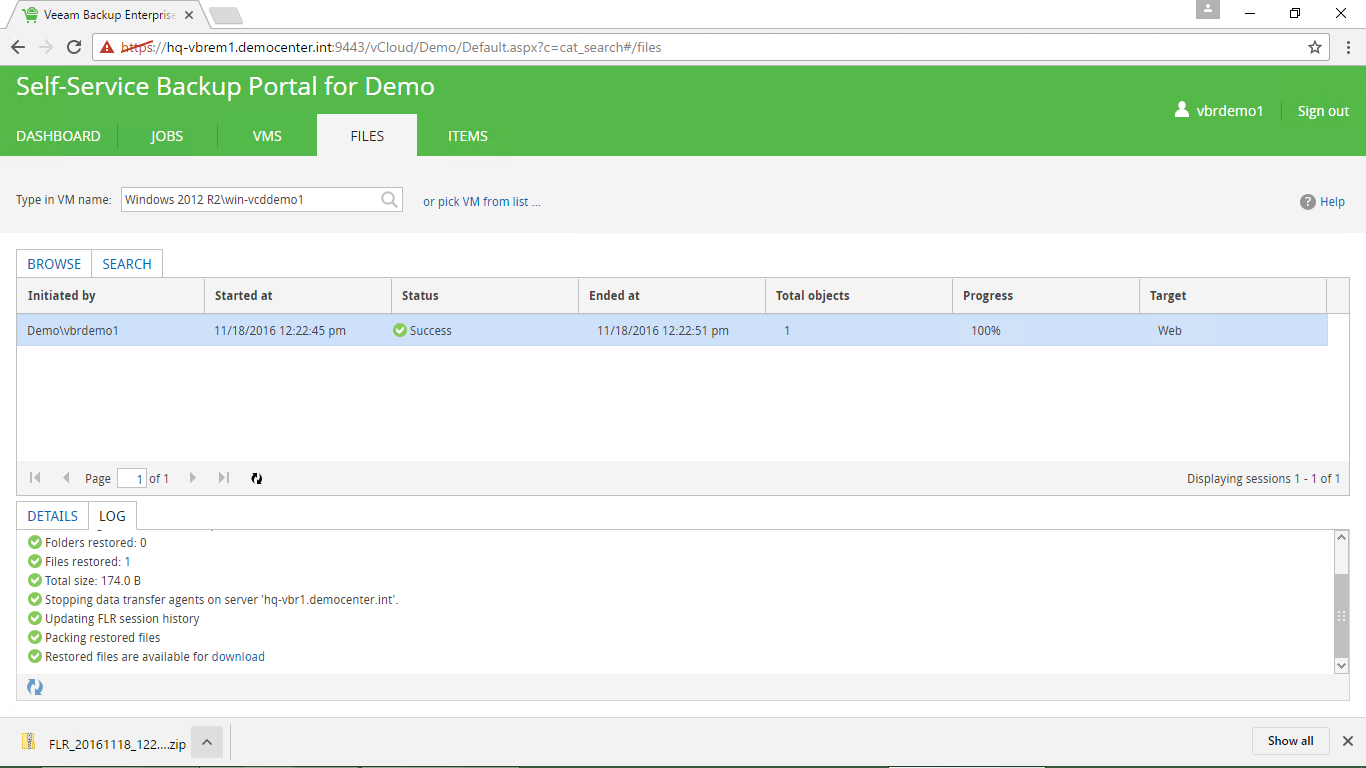 Veeam Backup Enterprise
https://hq-vbrem1.democenter.int:9443/vCloud/Demo/Default.aspx?c=cat_search#/files
Self-Service Backup Portal for Demo
vbrdemo1 Sign out
DASHBOARD JOBS VMS FILES ITEMS
Type in VM name: Windows 2012 R2\win-vcddemo1 or pick VM from list ... ? Help
BROWSE SEARCH
Initiated by Started at Status Ended at Total objects Progress Target
Demo\vbrdemo1 11/18/2016 12:22:45 pm Success 11/18/2016 12:22:51 pm 1 100% Web
Page 1 of 1 Displaying sessions 1 - 1 of 1
DETAILS LOG
Folders restored: 0
Files restored: 1
Total size: 174.0 B
Stopping data transfer agents on server 'hq-vbr1.democenter.int'.
Updating FLR session history
Packing restored files
Restored files are available for download
FLR_20161118_122....zip Show all